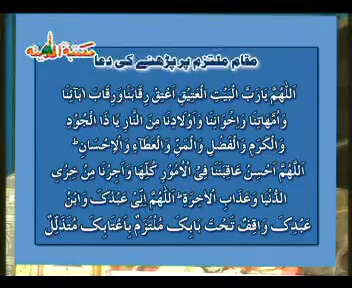 مکتبۃ المدینہ
مقام ملتزم پر پڑھنے کی دعا
اَللّٰهُمَّ يَا رَبَّ الْبَيْتِ الْعَتِيْقِ اَعْتِقْ رِقَابَنَا وَرِقَابَ اٰبَآئِنَا
وَاُمَّهَاتِنَا وَاِخْوَانِنَا وَاَوْلَادِنَا مِنَ النَّارِ يَا ذَا الْجُوْدِ
وَالْكَرَمِ وَالْفَضْلِ وَالْمَنِّ وَالْعَطَآءِ وَالْاِحْسَانِ ؕ
اَللّٰهُمَّ اَحْسِنْ عَاقِبَتَنَا فِي الْاُمُوْرِ كُلِّهَا وَاَجِرْنَا مِنْ خِزْيِ
الدُّنْيَا وَعَذَابِ الْاٰخِرَةِ ؕ اَللّٰهُمَّ اِنِّيْ عَبْدُكَ وَابْنُ
عَبْدِكَ وَاقِفٌ تَحْتَ بَابِكَ مُلْتَزِمٌ بِاَعْتَابِكَ مُتَذَلِّلٌ